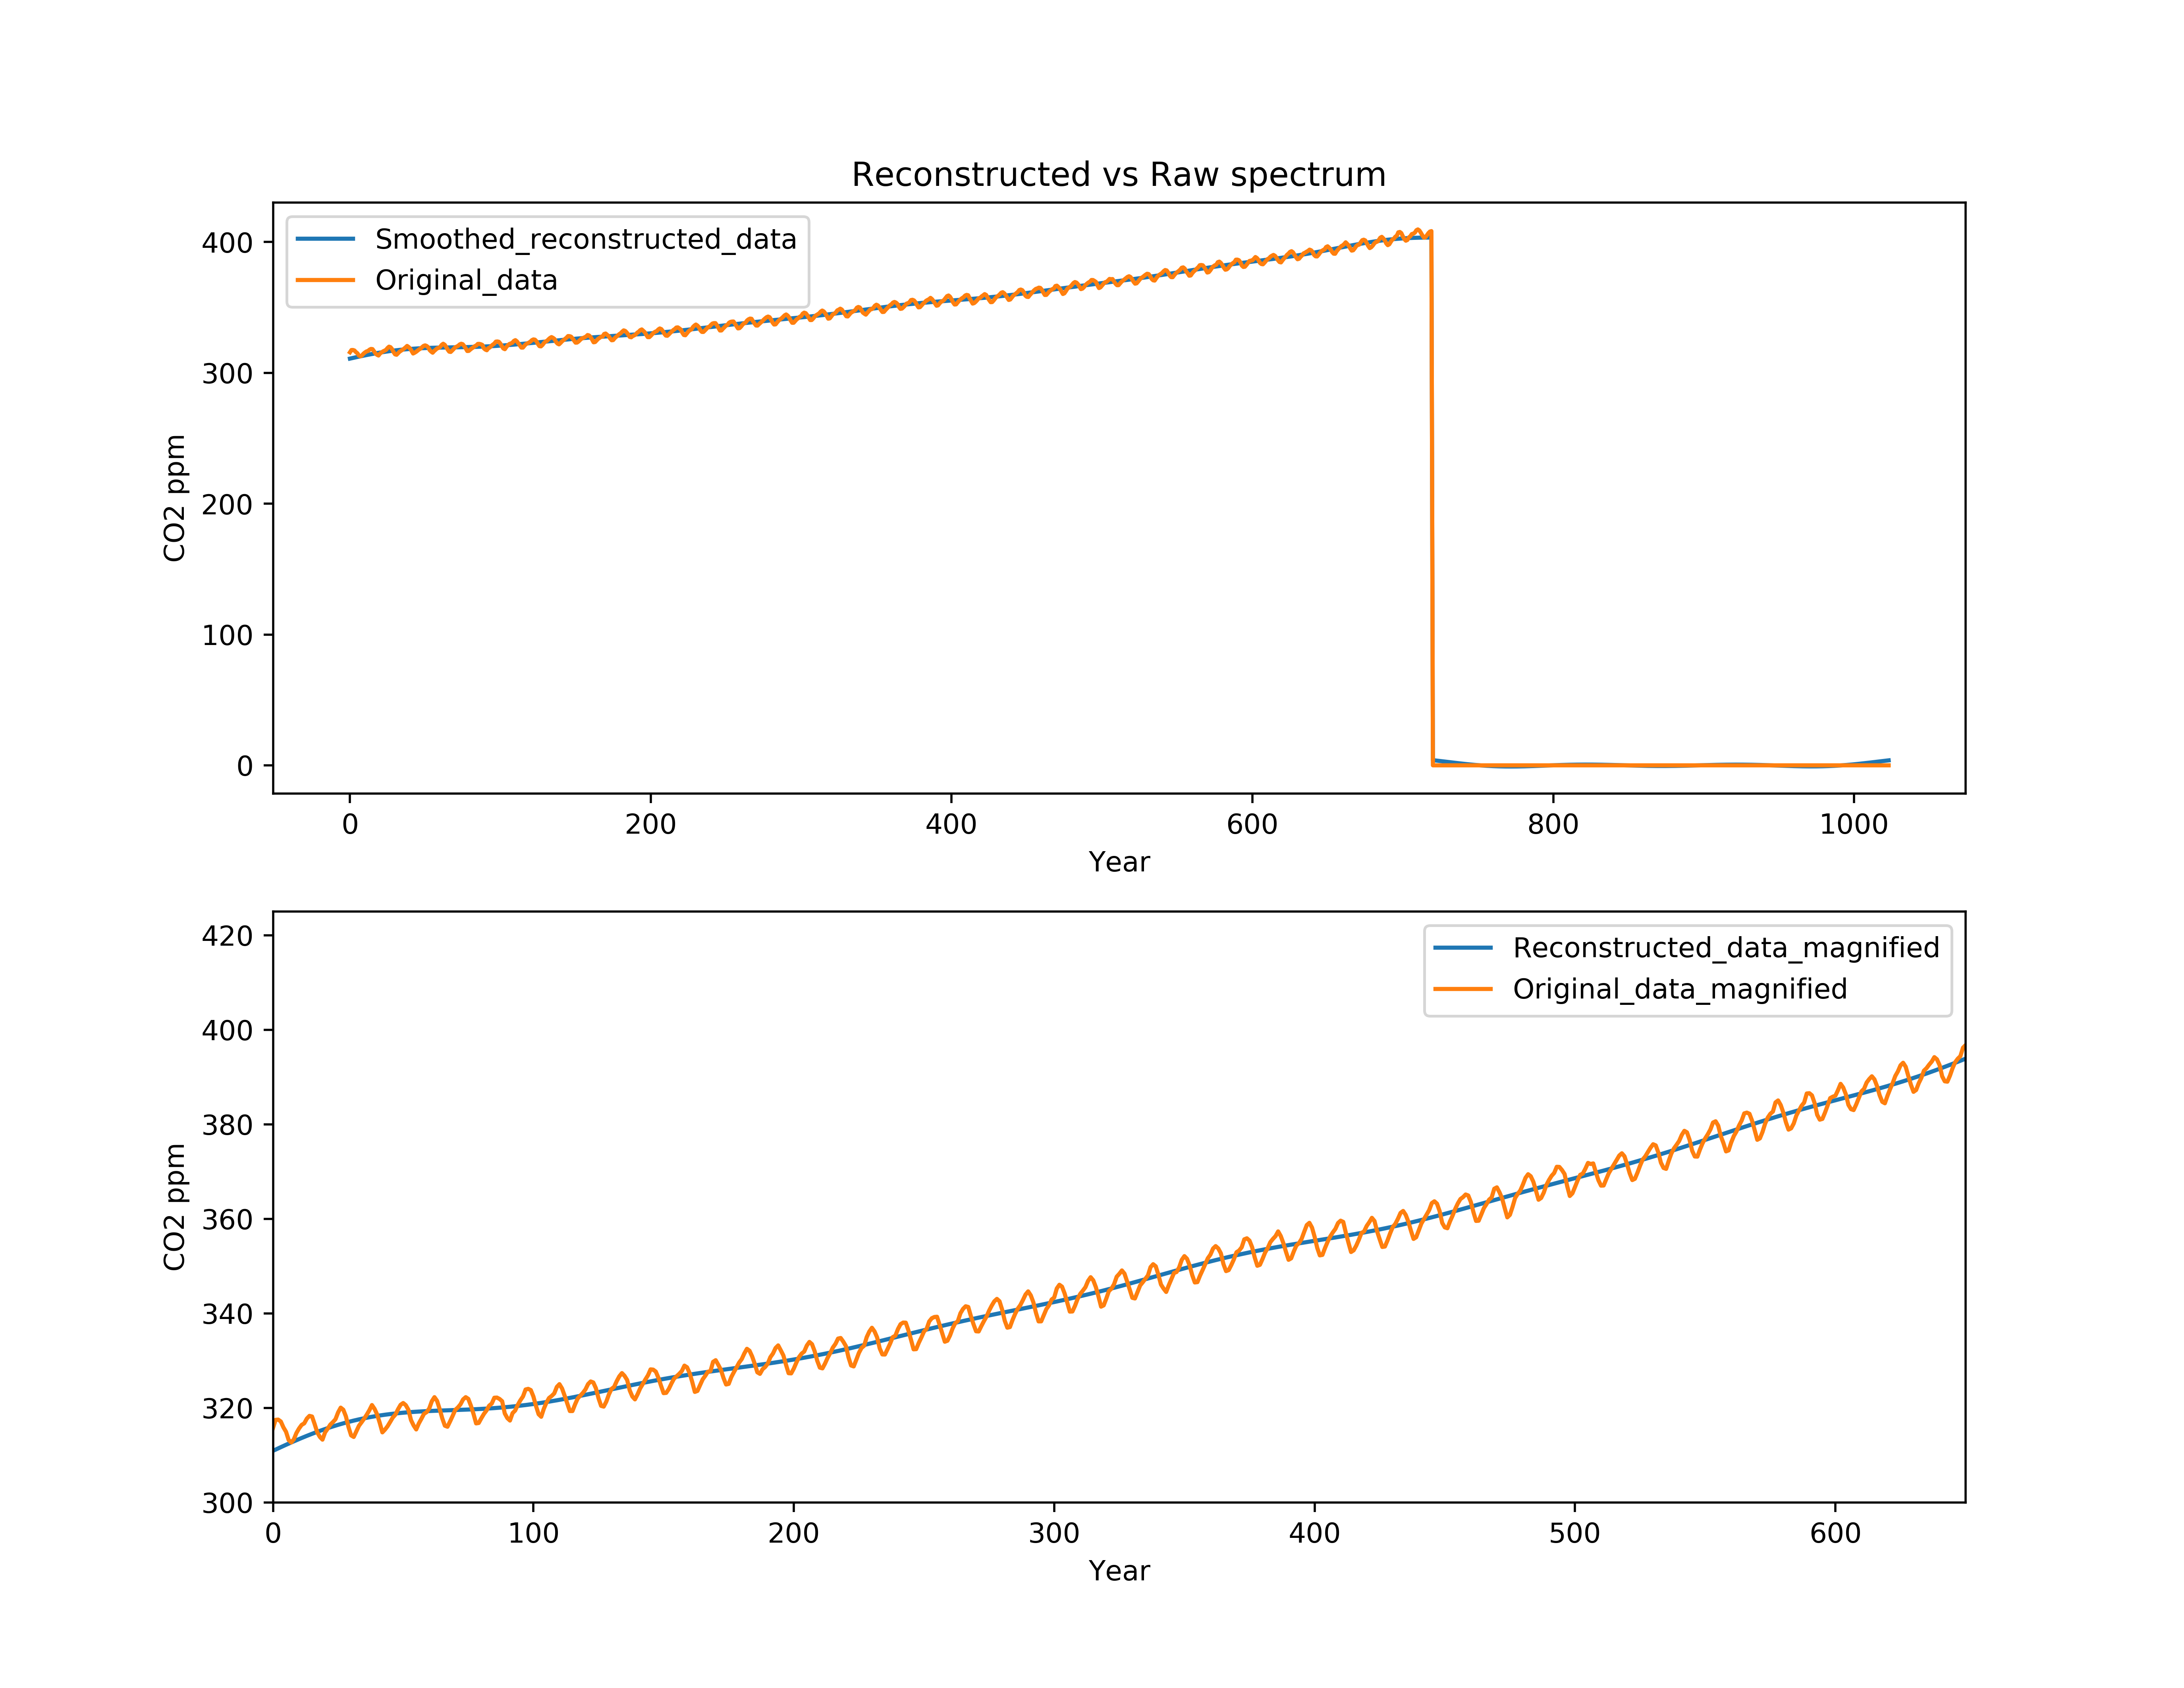 Reconstructed vs Raw spectrum
Smoothed_reconstructed_data
Original_data
400
300
200
100
0
CO2 ppm
0 200 400 600 800 1000
Year
Reconstructed_data_magnified
Original_data_magnified
420
400
380
360
340
320
300
CO2 ppm
0 100 200 300 400 500 600
Year